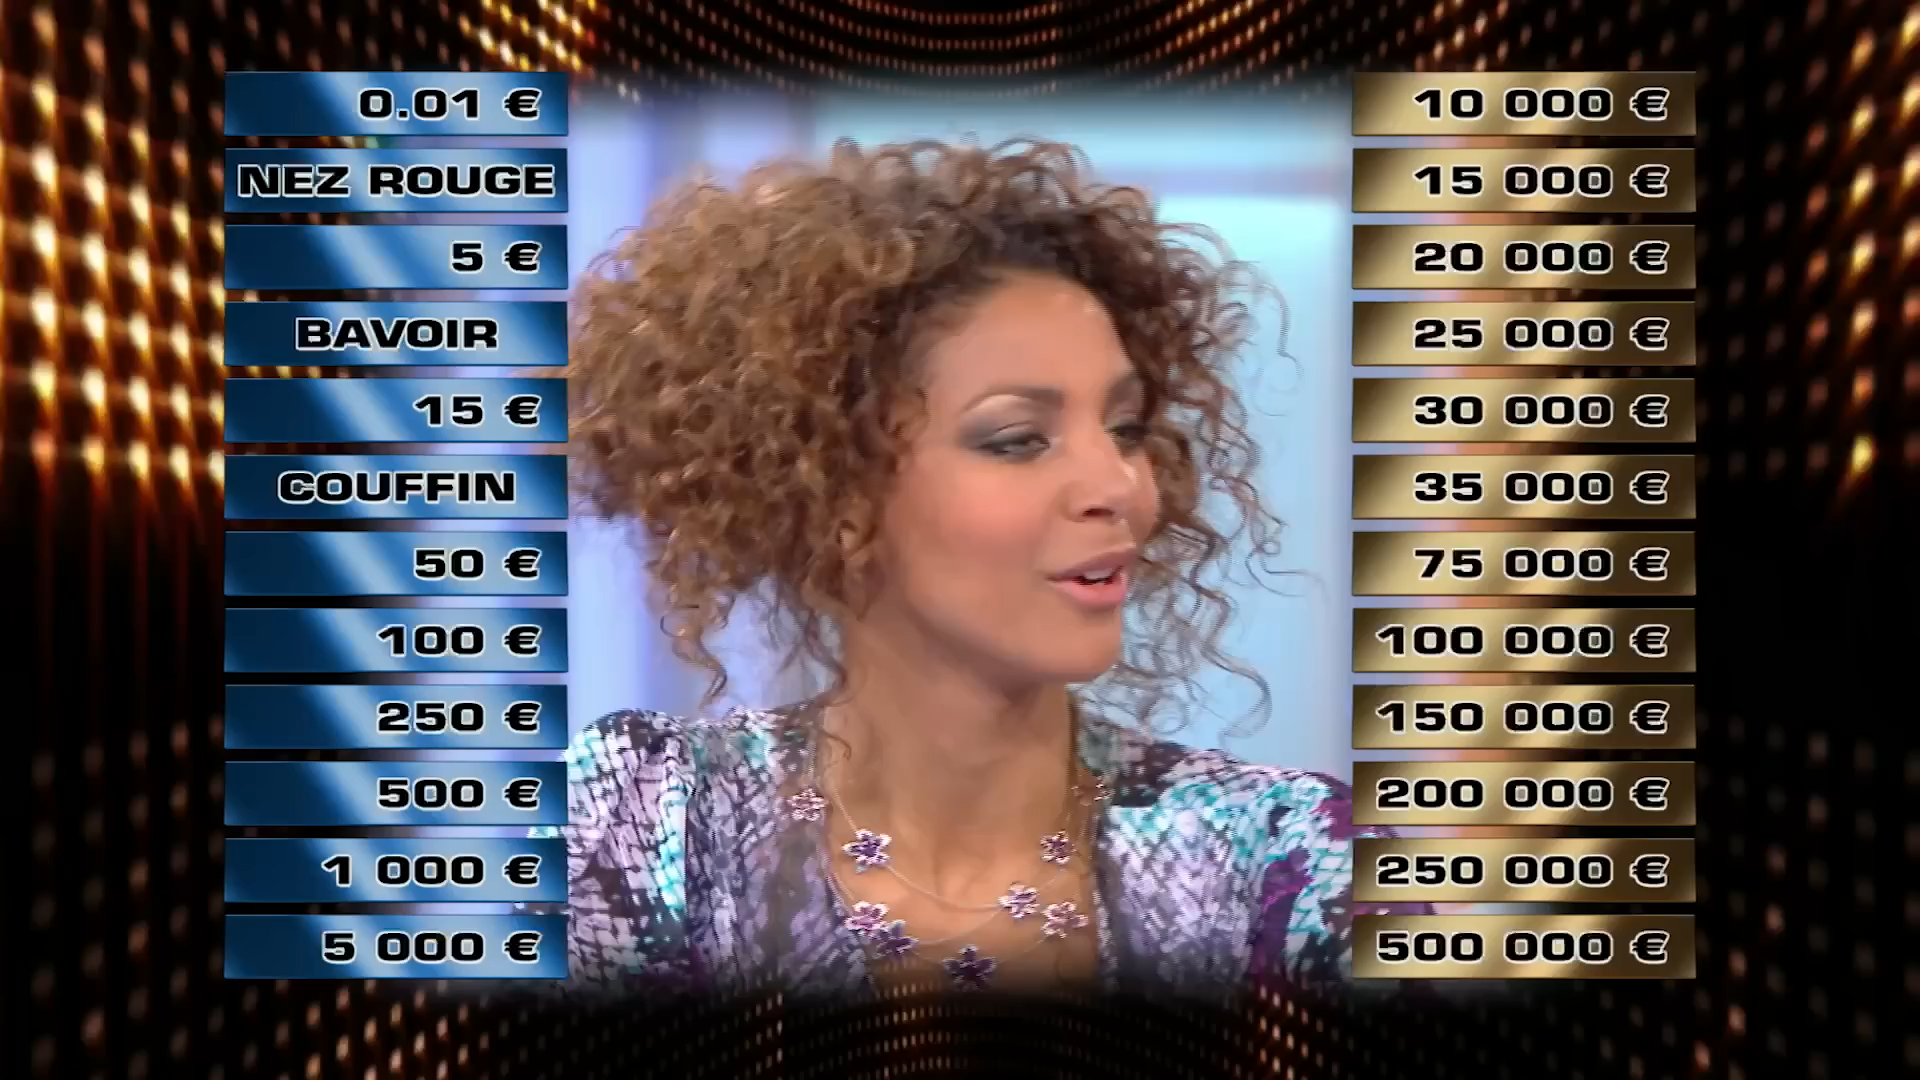 0.01 €
NEZ ROUGE
5 €
BAVOIR
15 €
COUFFIN
50 €
100 €
250 €
500 €
1 000 €
5 000 €
10 000 €
15 000 €
20 000 €
25 000 €
30 000 €
35 000 €
75 000 €
100 000 €
150 000 €
200 000 €
250 000 €
500 000 €